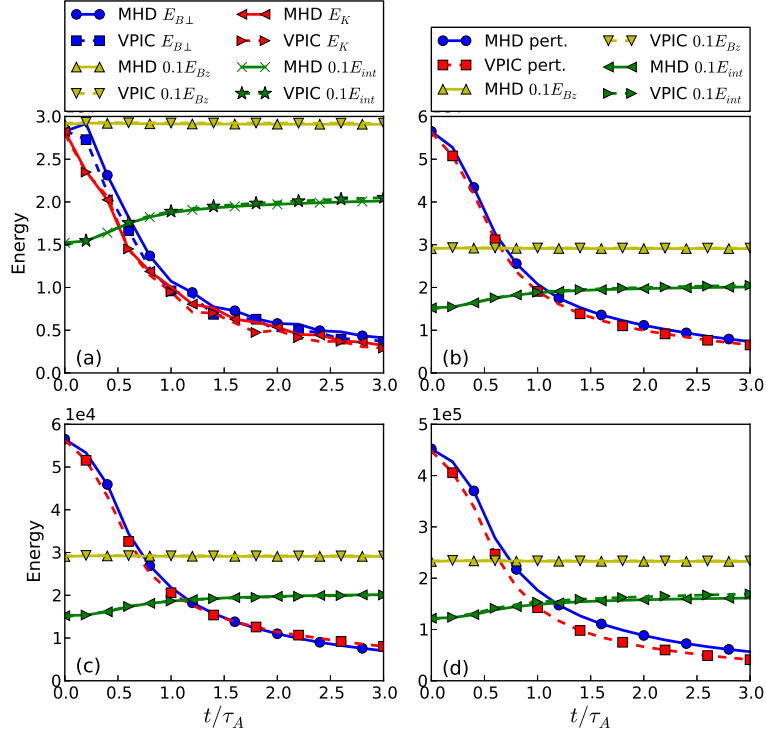 MHD E_{B⊥} MHD E_K
VPIC E_{B⊥} VPIC E_K
MHD 0.1E_{Bz} MHD 0.1E_{int}
VPIC 0.1E_{Bz} VPIC 0.1E_{int}
MHD pert. VPIC 0.1E_{Bz}
VPIC pert. MHD 0.1E_{int}
MHD 0.1E_{Bz} VPIC 0.1E_{int}
Energy
3.0
2.5
2.0
1.5
1.0
0.5
0.0
(a)
0.0 0.5 1.0 1.5 2.0 2.5 3.0
6
5
4
3
2
1
0
(b)
0.0 0.5 1.0 1.5 2.0 2.5 3.0
1e4
Energy
6
5
4
3
2
1
0
(c)
0.0 0.5 1.0 1.5 2.0 2.5 3.0
t/τ_A
1e5
5
4
3
2
1
0
(d)
0.0 0.5 1.0 1.5 2.0 2.5 3.0
t/τ_A